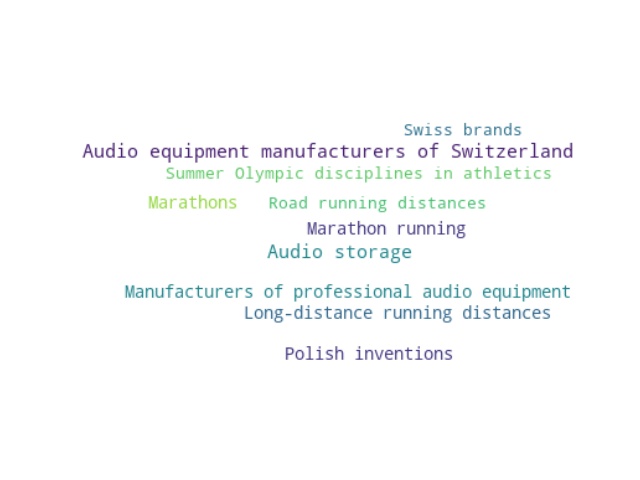 Swiss brands
Audio equipment manufacturers of Switzerland
Summer Olympic disciplines in athletics
Marathons Road running distances
Marathon running
Audio storage
Manufacturers of professional audio equipment
Long-distance running distances
Polish inventions